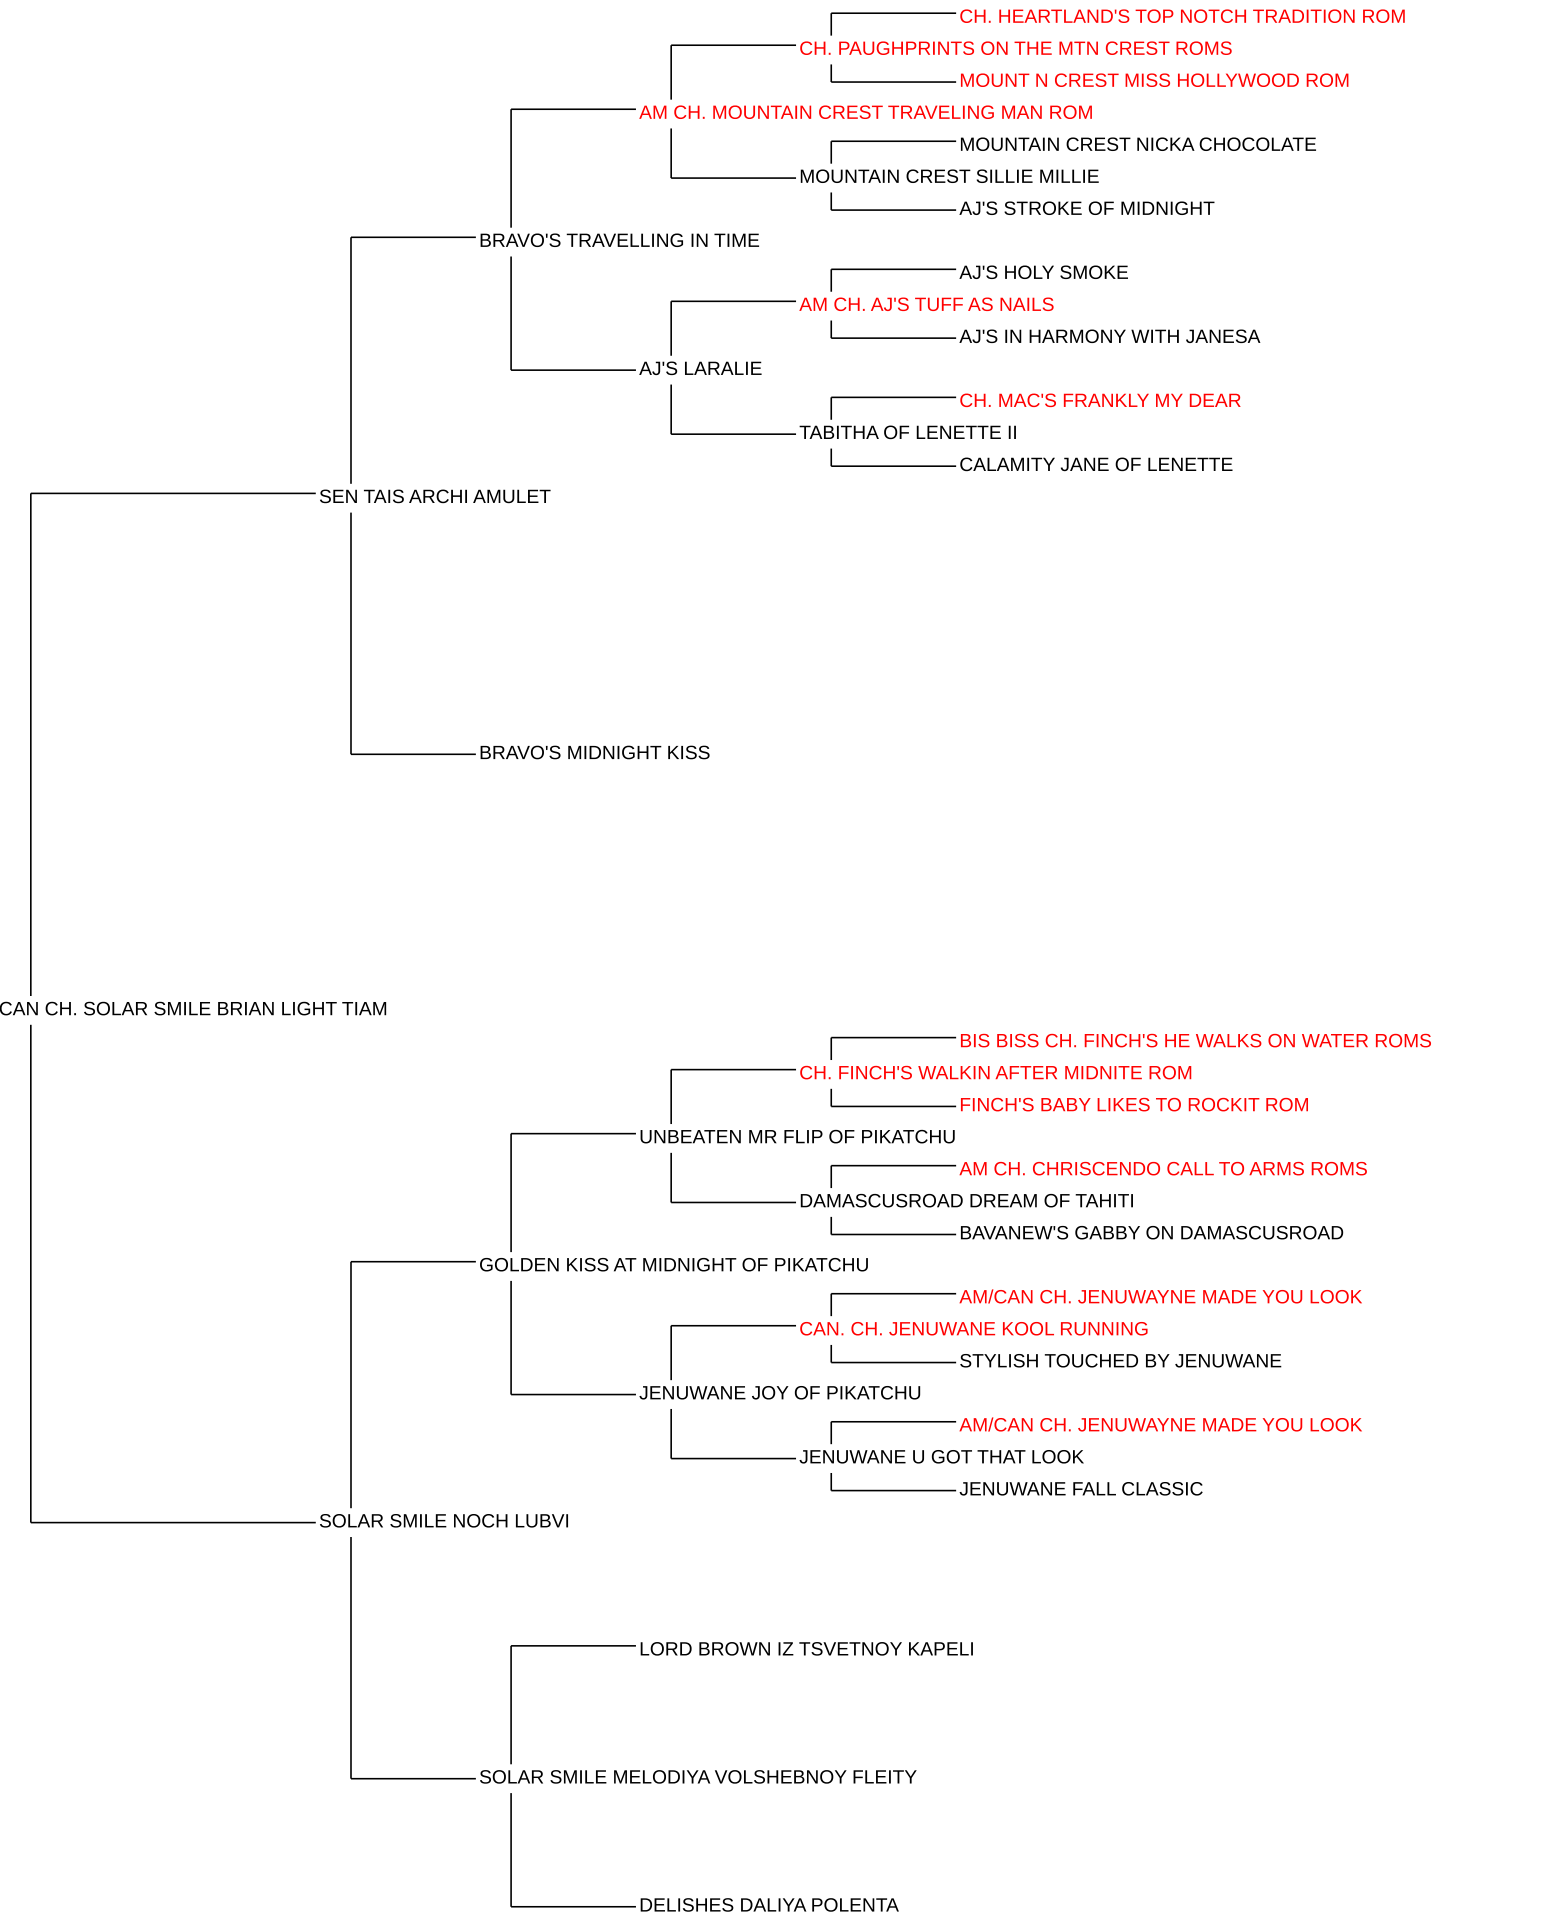 CH. HEARTLAND'S TOP NOTCH TRADITION ROM
CH. PAUGHPRINTS ON THE MTN CREST ROMS
MOUNT N CREST MISS HOLLYWOOD ROM
AM CH. MOUNTAIN CREST TRAVELING MAN ROM
MOUNTAIN CREST NICKA CHOCOLATE
MOUNTAIN CREST SILLIE MILLIE
AJ'S STROKE OF MIDNIGHT
BRAVO'S TRAVELLING IN TIME
AJ'S HOLY SMOKE
AM CH. AJ'S TUFF AS NAILS
AJ'S IN HARMONY WITH JANESA
AJ'S LARALIE
CH. MAC'S FRANKLY MY DEAR
TABITHA OF LENETTE II
CALAMITY JANE OF LENETTE
SEN TAIS ARCHI AMULET
BRAVO'S MIDNIGHT KISS
CAN CH. SOLAR SMILE BRIAN LIGHT TIAM
BIS BISS CH. FINCH'S HE WALKS ON WATER ROMS
CH. FINCH'S WALKIN AFTER MIDNITE ROM
FINCH'S BABY LIKES TO ROCKIT ROM
UNBEATEN MR FLIP OF PIKATCHU
AM CH. CHRISCENDO CALL TO ARMS ROMS
DAMASCUSROAD DREAM OF TAHITI
BAVANEW'S GABBY ON DAMASCUSROAD
GOLDEN KISS AT MIDNIGHT OF PIKATCHU
AM/CAN CH. JENUWAYNE MADE YOU LOOK
CAN. CH. JENUWANE KOOL RUNNING
STYLISH TOUCHED BY JENUWANE
JENUWANE JOY OF PIKATCHU
AM/CAN CH. JENUWAYNE MADE YOU LOOK
JENUWANE U GOT THAT LOOK
JENUWANE FALL CLASSIC
SOLAR SMILE NOCH LUBVI
LORD BROWN IZ TSVETNOY KAPELI
SOLAR SMILE MELODIYA VOLSHEBNOY FLEITY
DELISHES DALIYA POLENTA